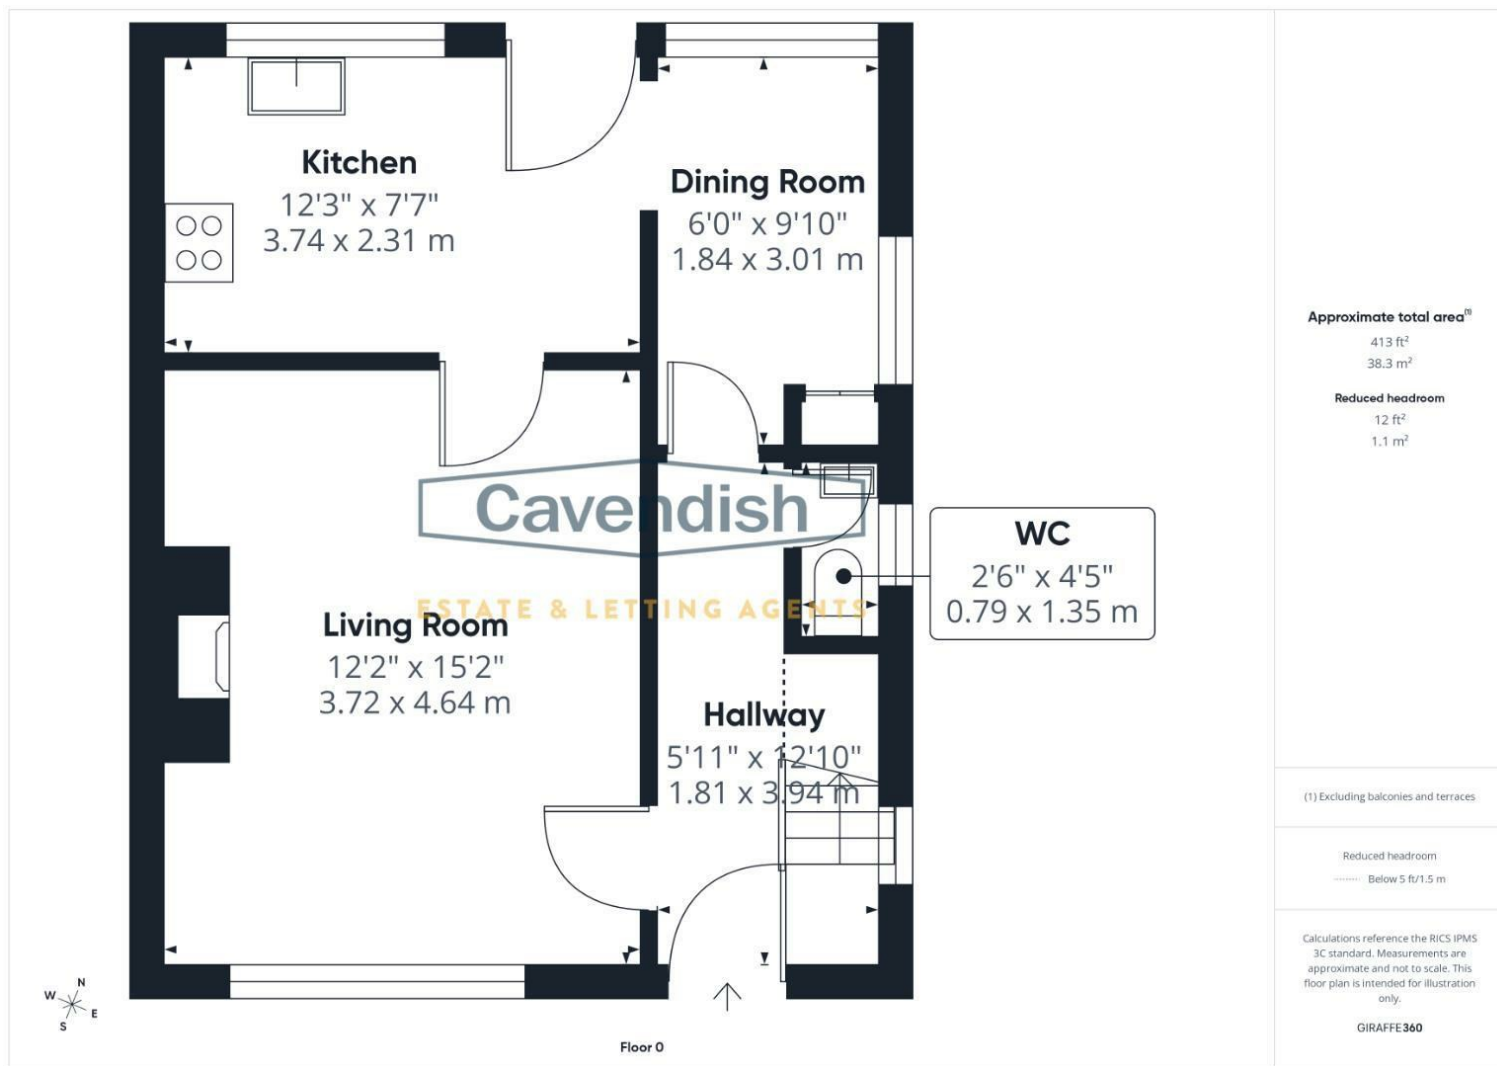 Kitchen
12'3" x 7'7"
3.74 x 2.31 m
Dining Room
6'0" x 9'10"
1.84 x 3.01 m
Cavendish
ESTATE & LETTING AGENTS
WC
2'6" x 4'5"
0.79 x 1.35 m
Living Room
12'2" x 15'2"
3.72 x 4.64 m
Hallway
5'11" x 12'10"
1.81 x 3.94 m
N
W
E
S
Floor 0
Approximate total area(1)
413 ft²
38.3 m²
Reduced headroom
12 ft²
1.1 m²
(1) Excluding balconies and terraces
Reduced headroom
Below 5 ft/1.5 m
Calculations reference the RICS IPMS
3C standard. Measurements are
approximate and not to scale. This
floor plan is intended for illustration
only.
GIRAFFE360